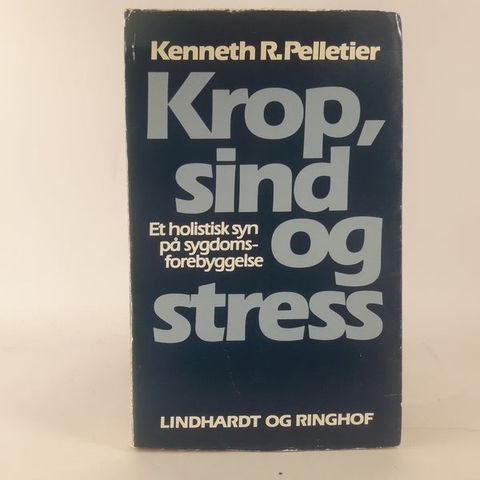 Kenneth R. Pelletier
Krop,
sind
Et holistisk syn
på sygdoms-
forebyggelse
og
stress
LINDHARDT OG RINGHOF